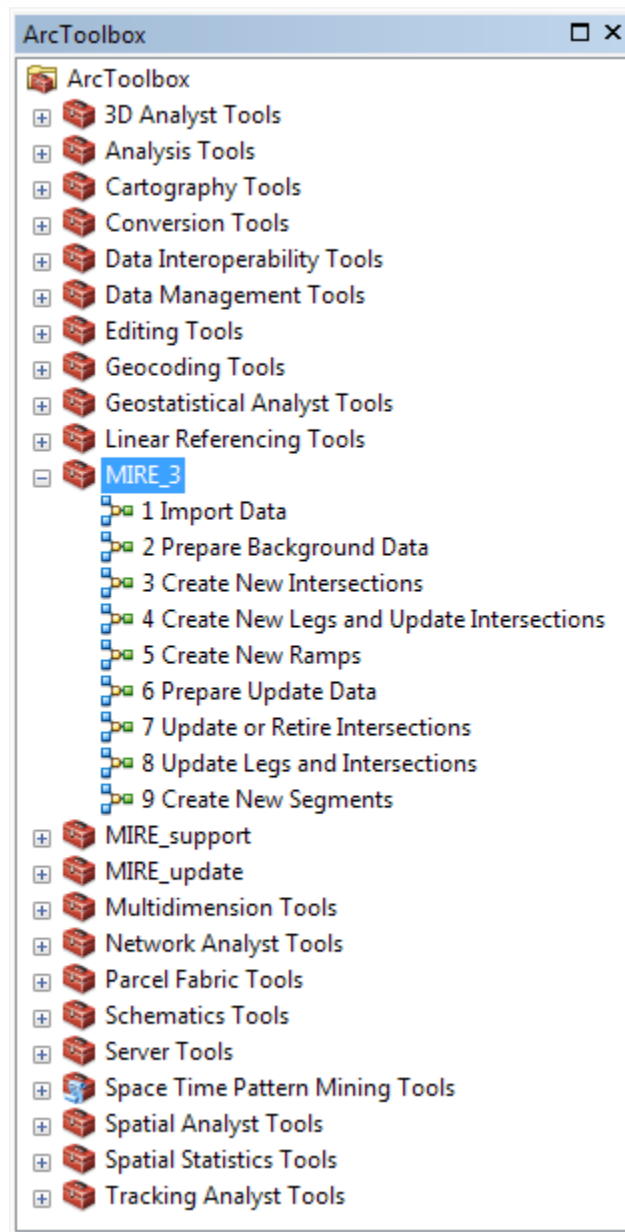 ArcToolbox
ArcToolbox
3D Analyst Tools
Analysis Tools
Cartography Tools
Conversion Tools
Data Interoperability Tools
Data Management Tools
Editing Tools
Geocoding Tools
Geostatistical Analyst Tools
Linear Referencing Tools
MIRE_3
1 Import Data
2 Prepare Background Data
3 Create New Intersections
4 Create New Legs and Update Intersections
5 Create New Ramps
6 Prepare Update Data
7 Update or Retire Intersections
8 Update Legs and Intersections
9 Create New Segments
MIRE_support
MIRE_update
Multidimension Tools
Network Analyst Tools
Parcel Fabric Tools
Schematics Tools
Server Tools
Space Time Pattern Mining Tools
Spatial Analyst Tools
Spatial Statistics Tools
Tracking Analyst Tools